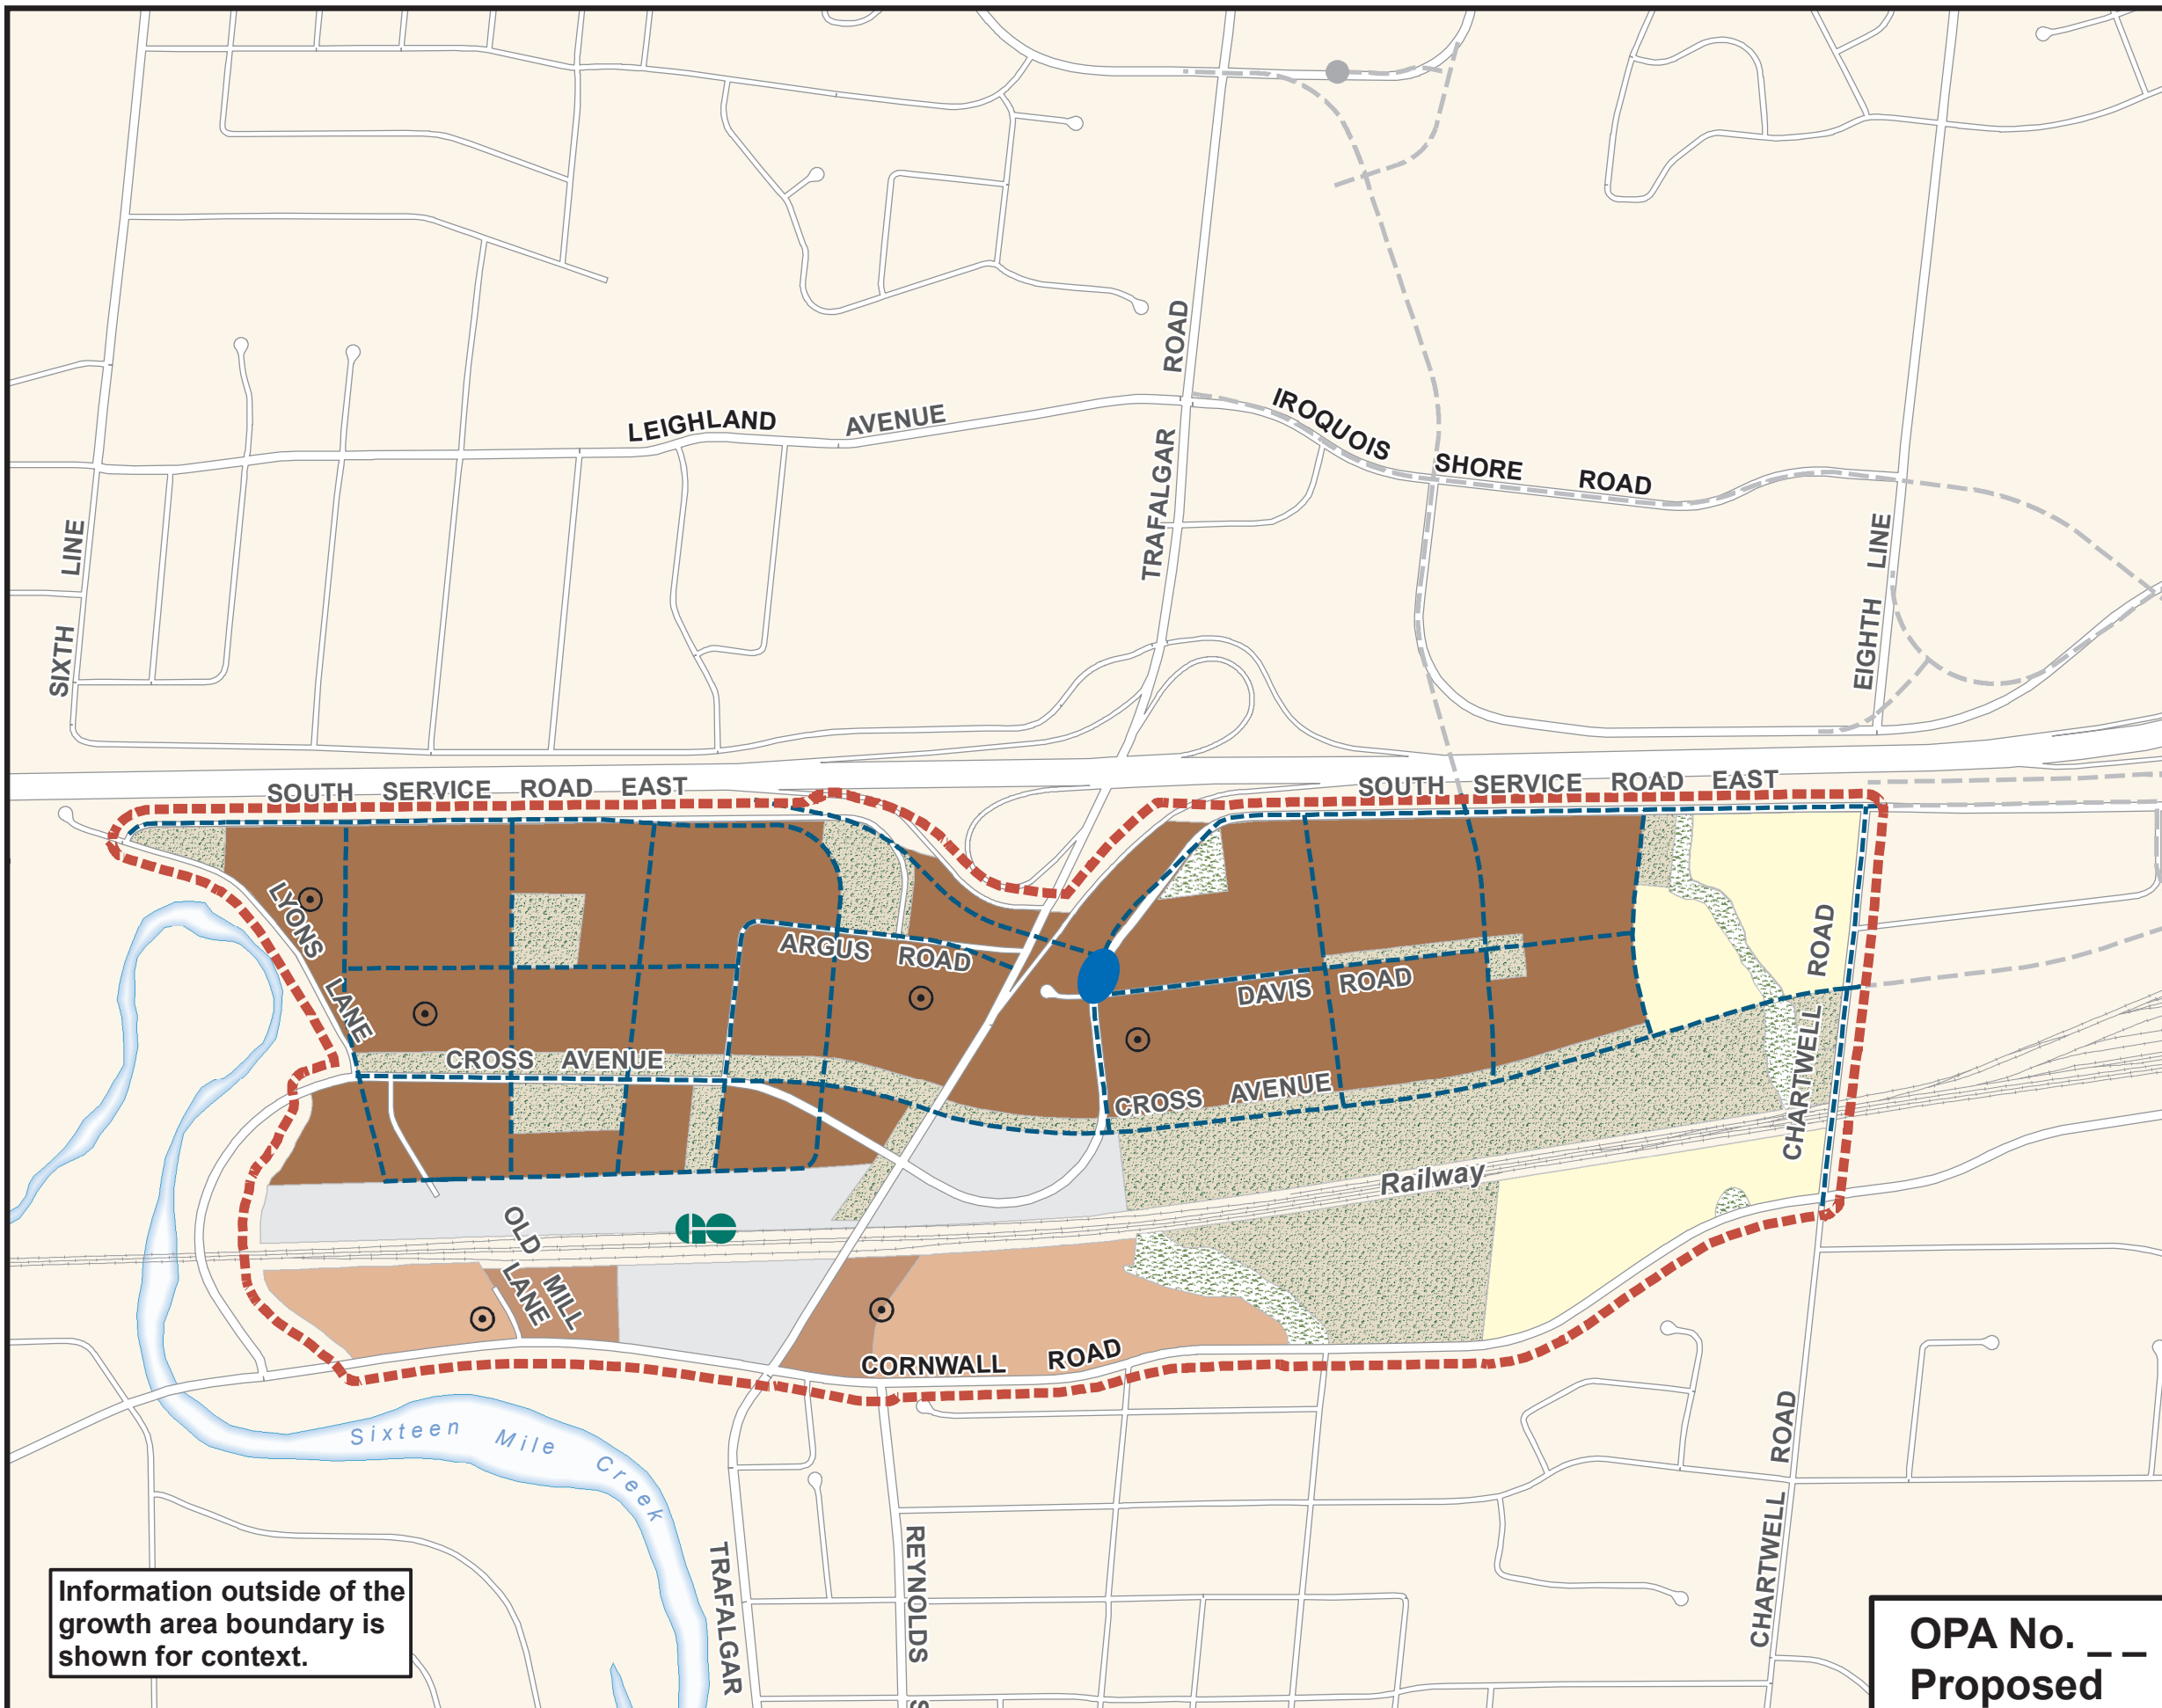 ROAD
IROQUOIS
LEIGHLAND AVENUE
SHORE ROAD
TRAFALGAR
SIXTH LINE
EIGHTH LINE
SOUTH SERVICE ROAD EAST
SOUTH SERVICE ROAD EAST
LYONS LANE
ARGUS ROAD
DAVIS ROAD
CHARTWELL ROAD
CROSS AVENUE
CROSS AVENUE
Railway
GO
OLD MILL
LANE
CORNWALL ROAD
Sixteen Mile Creek
CHARTWELL ROAD
TRAFALGAR
REYNOLDS S
Information outside of the
growth area boundary is
shown for context.
OPA No. _ _
Proposed